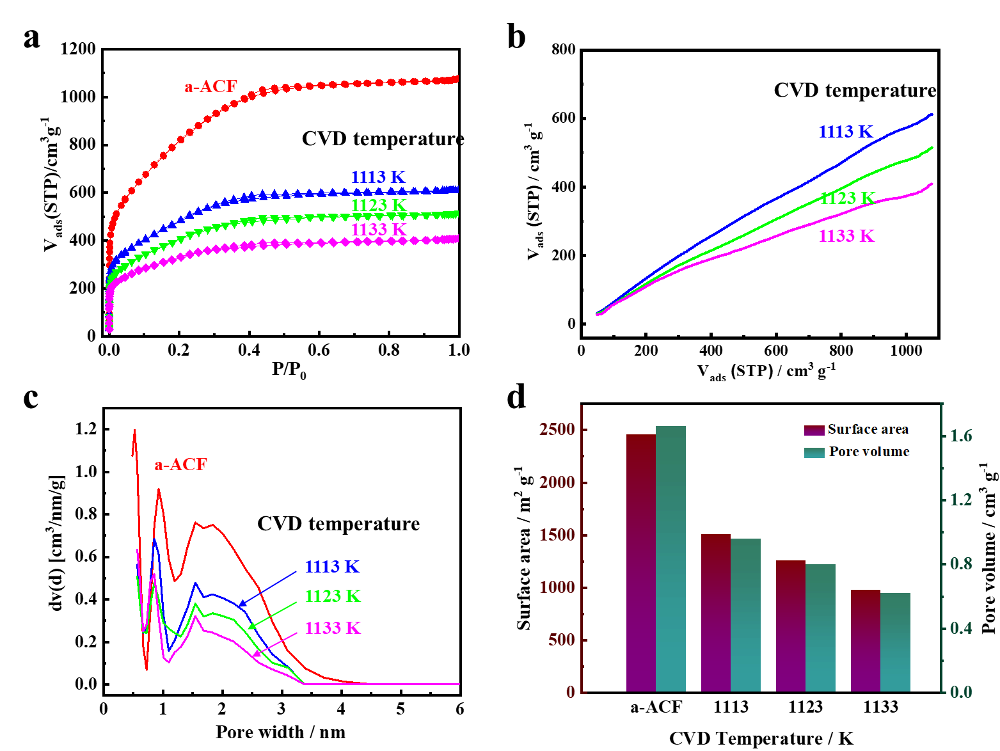 a
1200
1000
800
600
400
200
0
V_ads(STP)/cm³g⁻¹
a-ACF
CVD temperature
1113 K
1123 K
1133 K
0.0 0.2 0.4 0.6 0.8 1.0
P/P₀
b
800
600
400
200
0
V_ads (STP) / cm³ g⁻¹
CVD temperature
1113 K
1123 K
1133 K
0 200 400 600 800 1000
V_ads (STP) / cm³ g⁻¹
c
1.2
1.0
0.8
0.6
0.4
0.2
0.0
dv(d) [cm³/nm/g]
a-ACF
CVD temperature
1113 K
1123 K
1133 K
0 1 2 3 4 5 6
Pore width / nm
d
2500
2000
1500
1000
500
0
Surface area / m² g⁻¹
Surface area
Pore volume
1.6
1.2
0.8
0.4
0.0
Pore volume / cm³ g⁻¹
a-ACF 1113 1123 1133
CVD Temperature / K